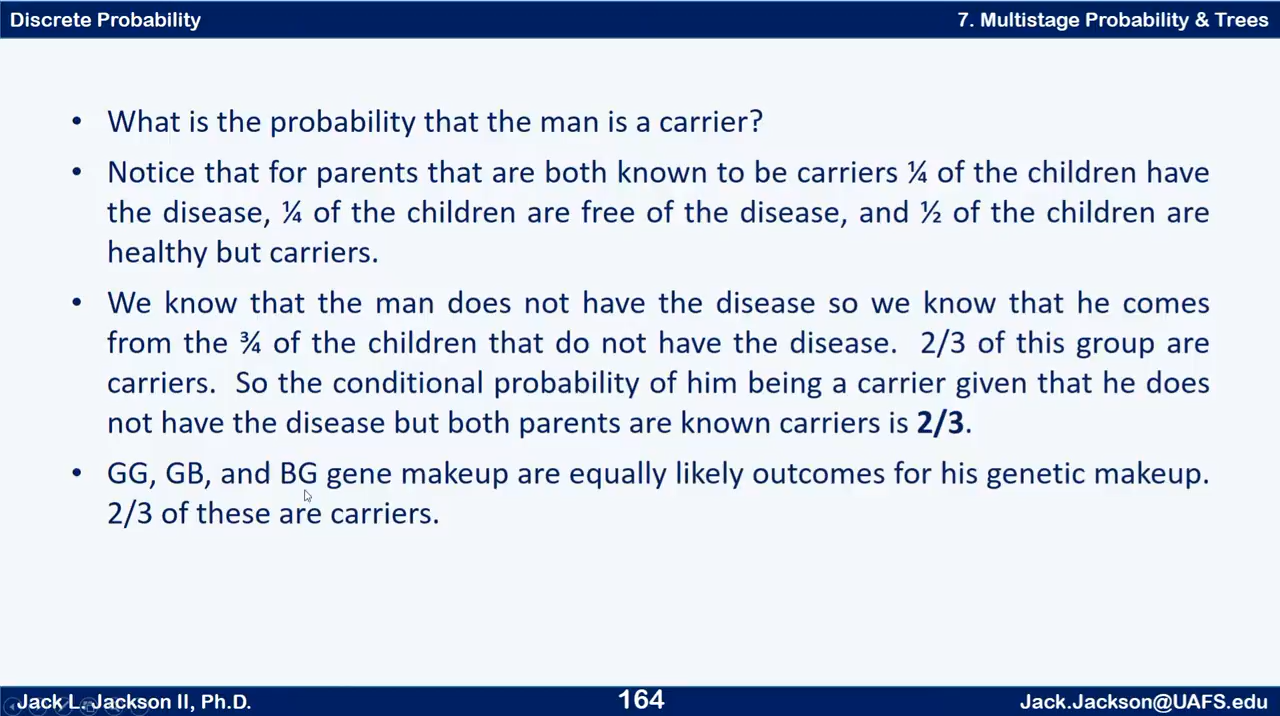 Discrete Probability
7. Multistage Probability & Trees
• What is the probability that the man is a carrier?
• Notice that for parents that are both known to be carriers ¼ of the children have
the disease, ¼ of the children are free of the disease, and ½ of the children are
healthy but carriers.
• We know that the man does not have the disease so we know that he comes
from the ¾ of the children that do not have the disease. 2/3 of this group are
carriers. So the conditional probability of him being a carrier given that he does
not have the disease but both parents are known carriers is 2/3.
• GG, GB, and BG gene makeup are equally likely outcomes for his genetic makeup.
2/3 of these are carriers.
Jack L. Jackson II, Ph.D.
164
Jack.Jackson@UAFS.edu